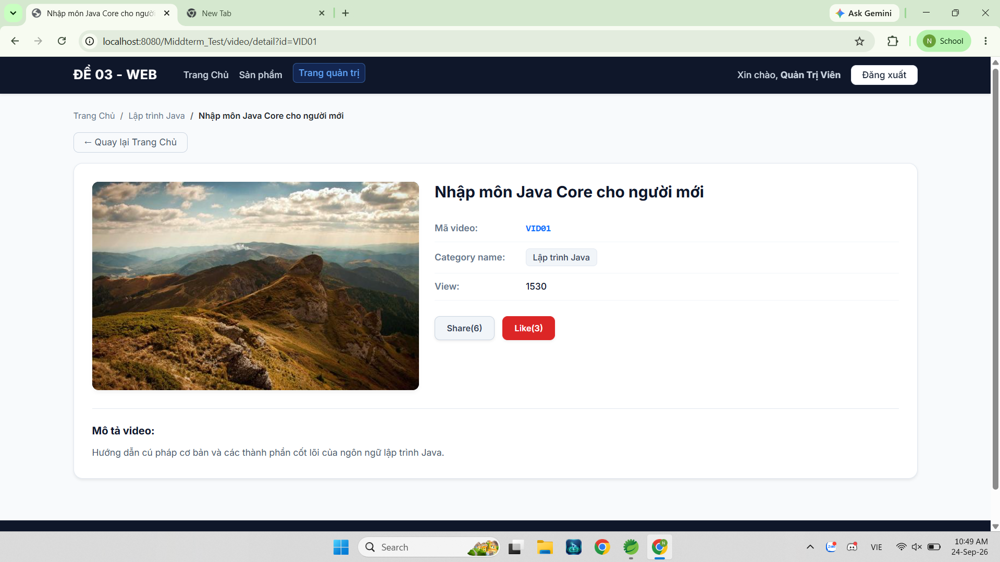 Nhập môn Java Core cho người
New Tab
Ask Gemini
localhost:8080/Middterm_Test/video/detail?id=VID01
N School
ĐỀ 03 - WEB
Trang Chủ
Sản phẩm
Trang quản trị
Xin chào, Quản Trị Viên
Đăng xuất
Trang Chủ / Lập trình Java / Nhập môn Java Core cho người mới
← Quay lại Trang Chủ
Nhập môn Java Core cho người mới
Mã video: VID01
Category name: Lập trình Java
View: 1530
Share(6) Like(3)
Mô tả video:
Hướng dẫn cú pháp cơ bản và các thành phần cốt lõi của ngôn ngữ lập trình Java.
Search
Zalo
N
VIE
10:49 AM
24-Sep-26